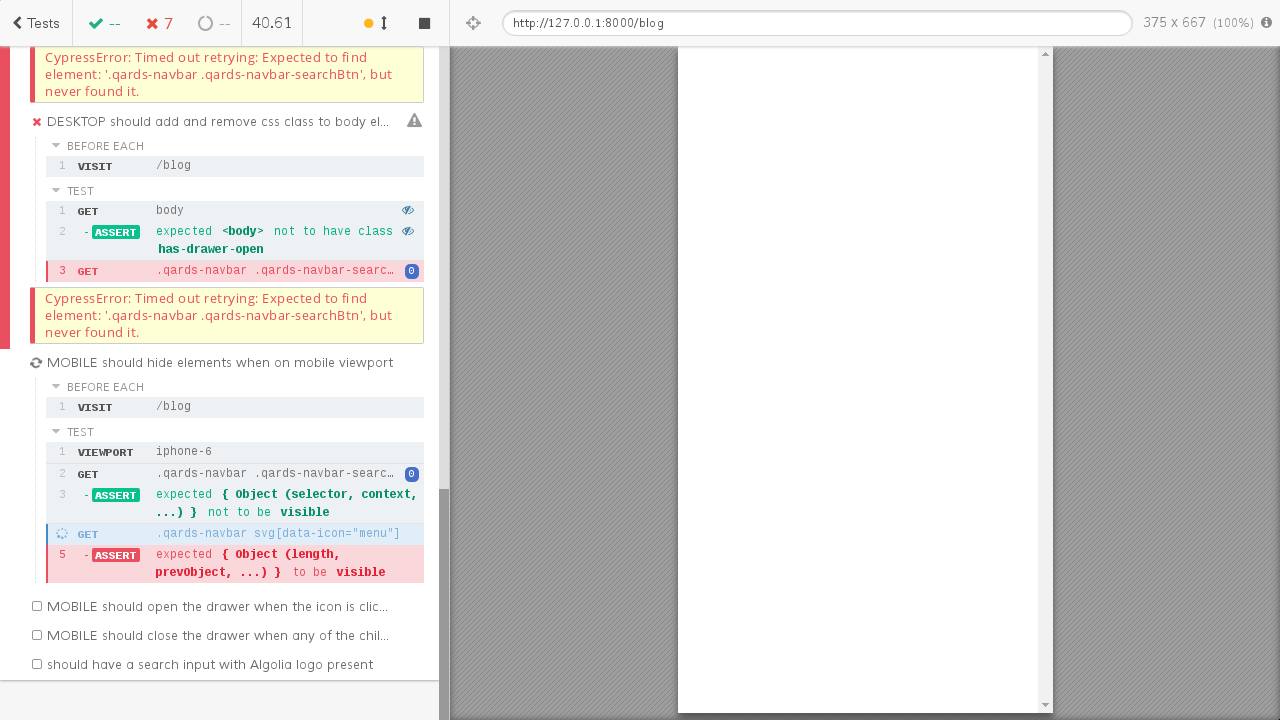 Tests -- 7 -- 40.61 http://127.0.0.1:8000/blog 375 x 667 (100%)
CypressError: Timed out retrying: Expected to find
element: '.qards-navbar .qards-navbar-searchBtn', but
never found it.
DESKTOP should add and remove css class to body el...
BEFORE EACH
1 VISIT /blog
TEST
1 GET body
2 - ASSERT expected <body> not to have class
has-drawer-open
3 GET .qards-navbar .qards-navbar-searc… 0
CypressError: Timed out retrying: Expected to find
element: '.qards-navbar .qards-navbar-searchBtn', but
never found it.
MOBILE should hide elements when on mobile viewport
BEFORE EACH
1 VISIT /blog
TEST
1 VIEWPORT iphone-6
2 GET .qards-navbar .qards-navbar-searc… 0
3 - ASSERT expected { Object (selector, context,
...) } not to be visible
GET .qards-navbar svg[data-icon="menu"]
5 - ASSERT expected { Object (length,
prevObject, ...) } to be visible
MOBILE should open the drawer when the icon is clic...
MOBILE should close the drawer when any of the chil...
should have a search input with Algolia logo present